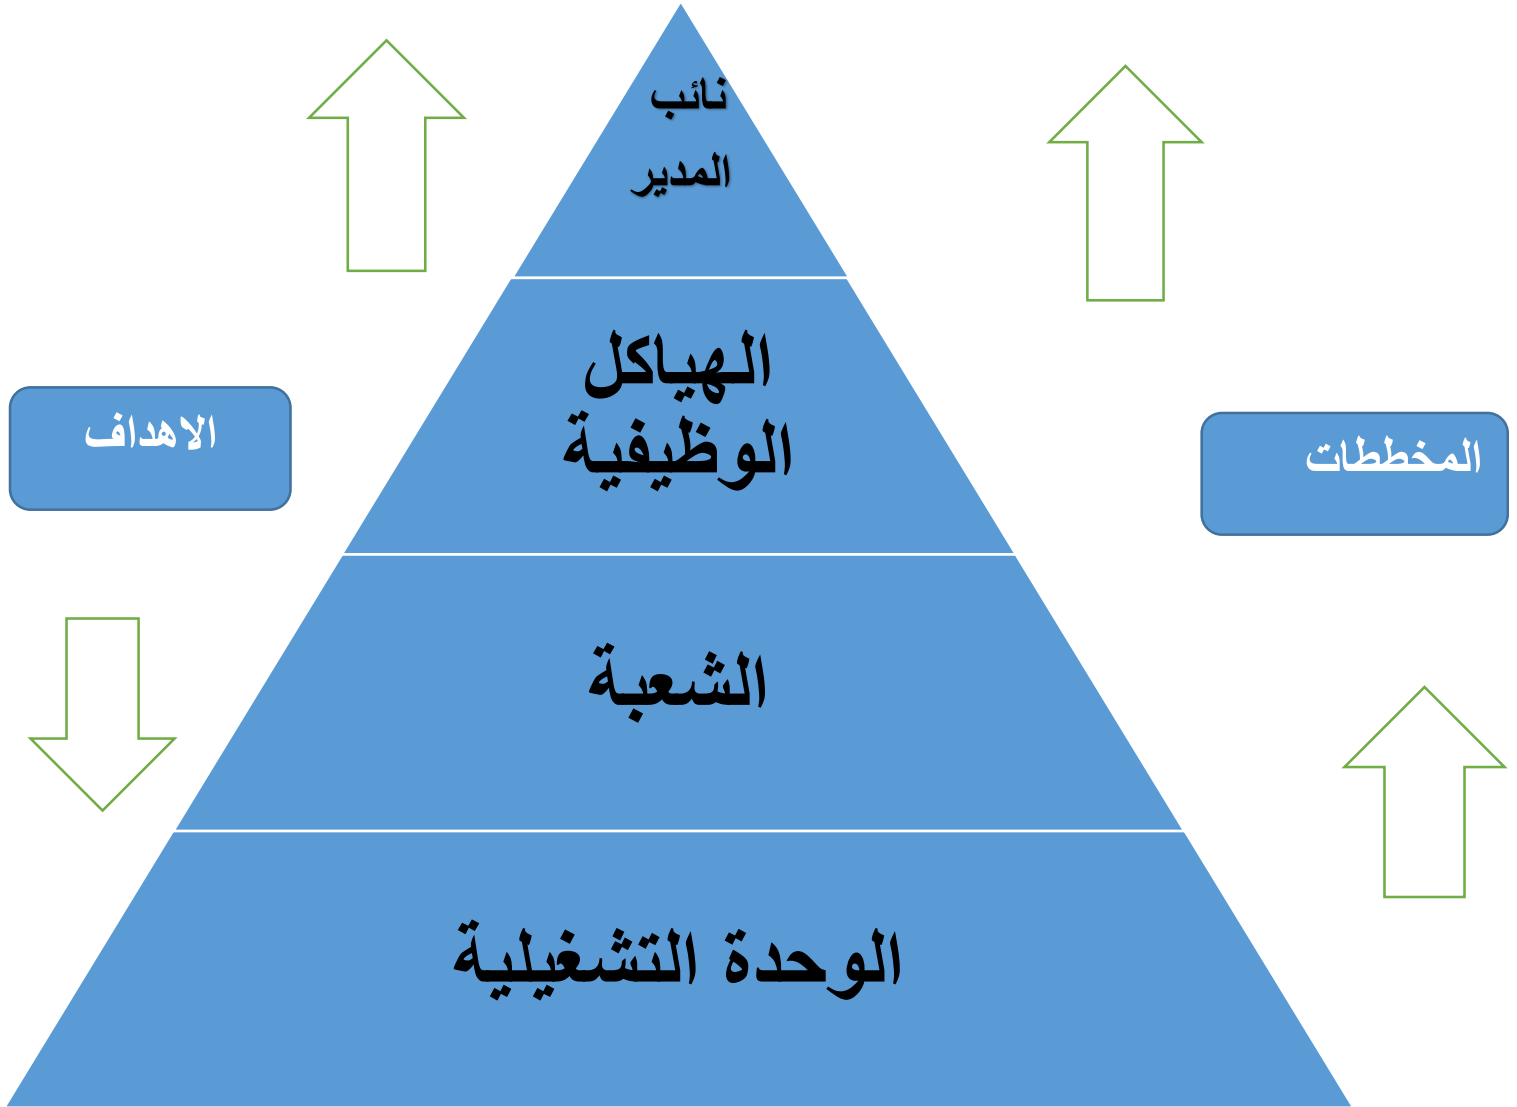 نائب
المدير
الهياكل
الوظيفية
المخططات
الاهداف
الشعبة
الوحدة التشغيلية